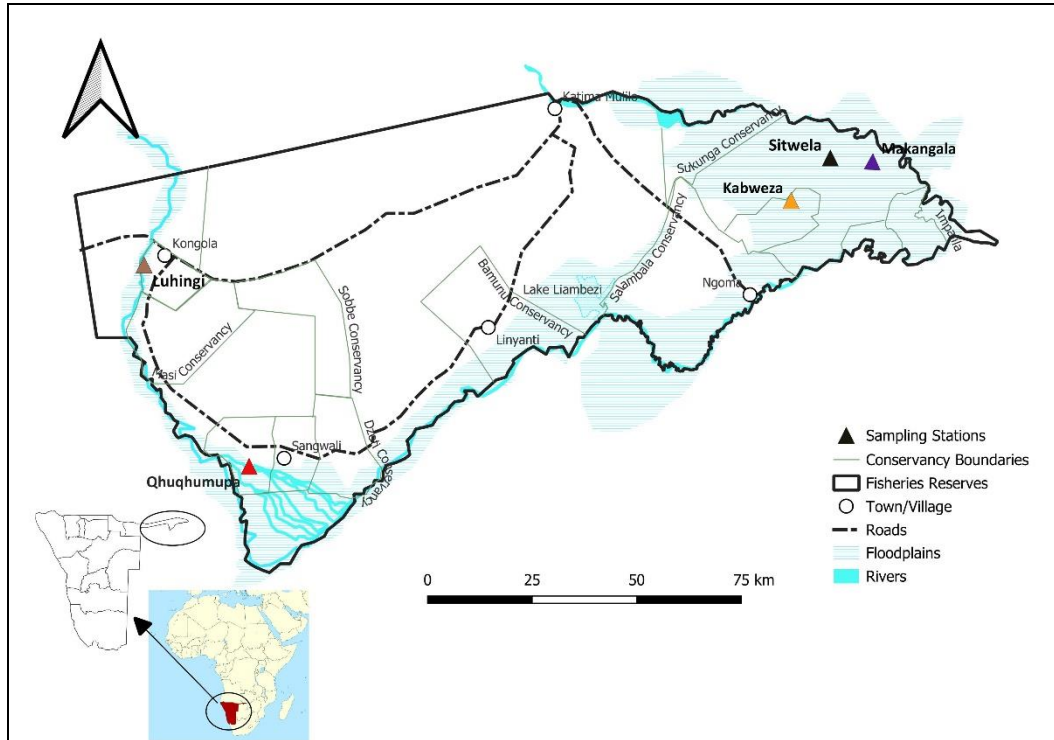 Katima Mulilo
Sukunga Conservancy
Sitwela
Makangala
Kabweza
Impalila
Kongola
Luhingi
Salambala Conservancy
Lake Liambezi
Ngoma
Bamunu Conservancy
Sobbe Conservancy
Linyanti
Masi Conservancy
Sangwali
Dzoti Conservancy
Qhuqhumupa
Sampling Stations
Conservancy Boundaries
Fisheries Reserves
Town/Village
Roads
Floodplains
Rivers
0 25 50 75 km